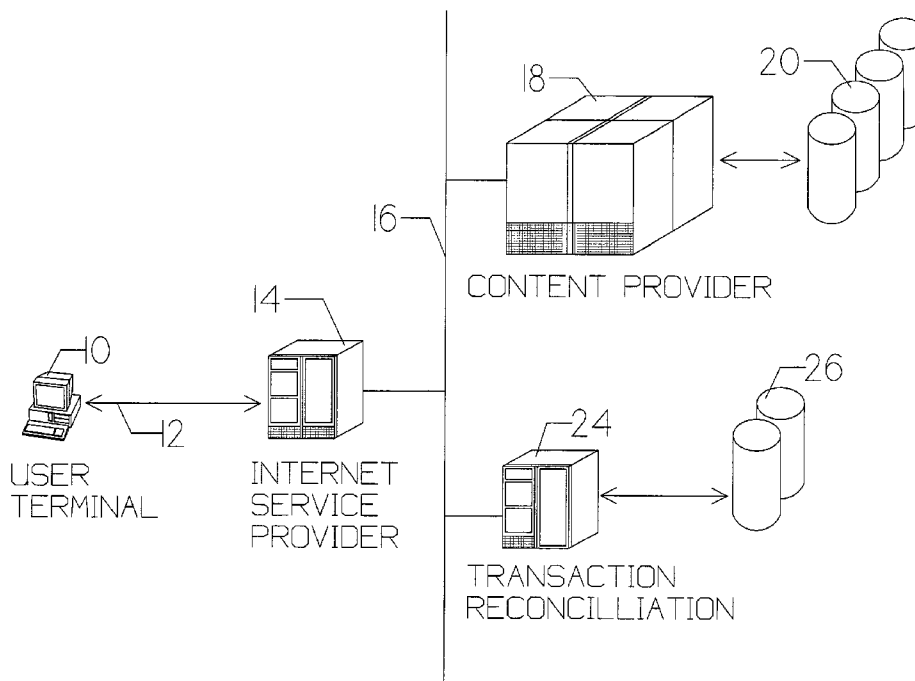 18
20
16
CONTENT PROVIDER
14
10
12
26
24
USER
TERMINAL
INTERNET
SERVICE
PROVIDER
TRANSACTION
RECONCILLIATION